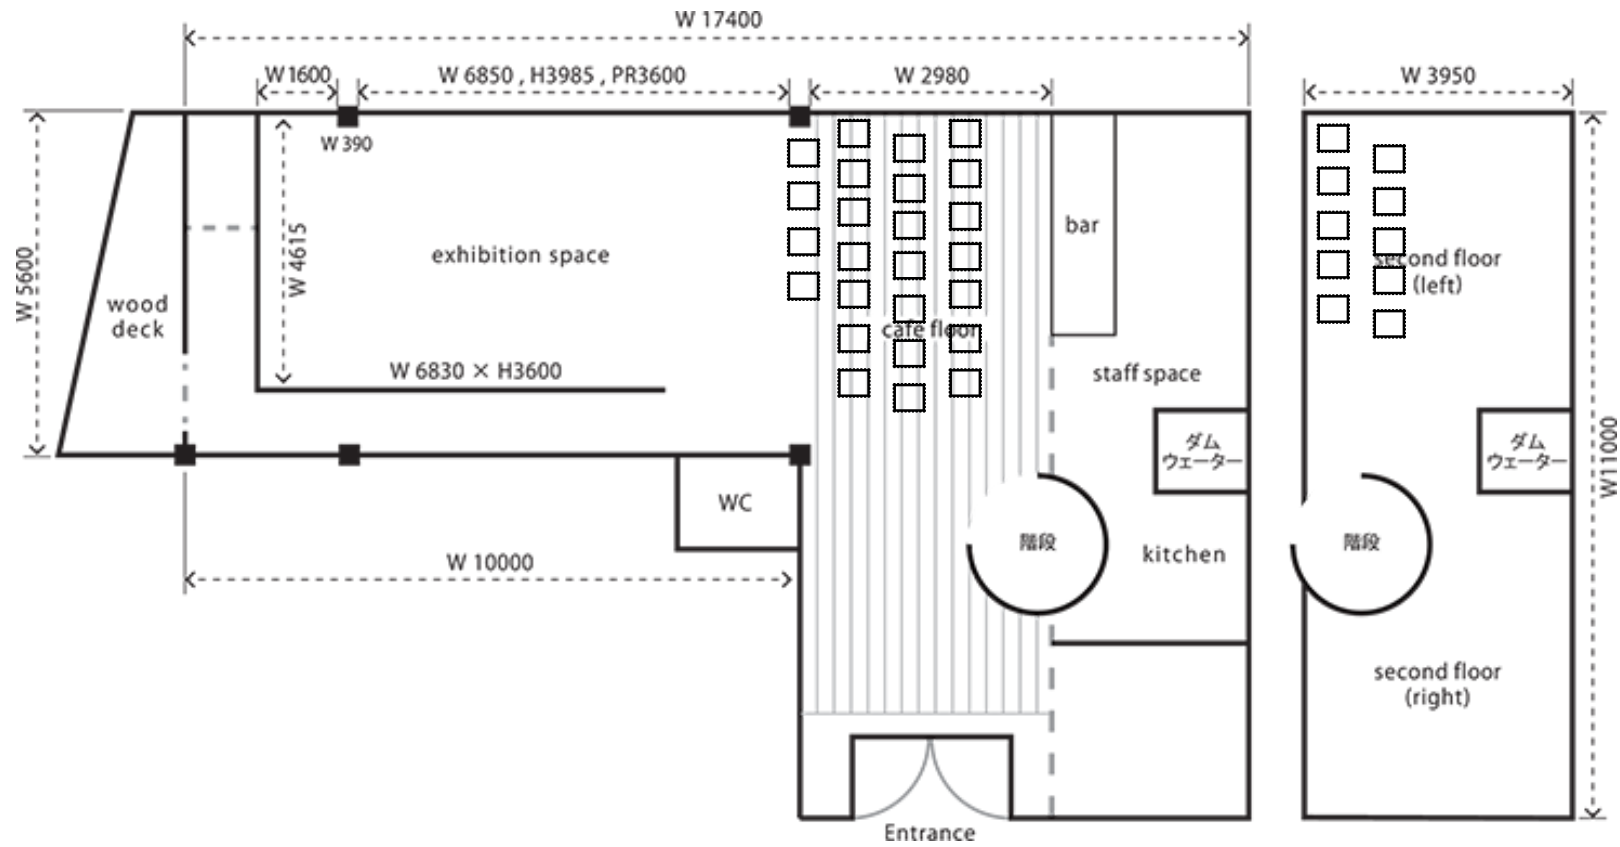 W 17400
W 1600
W 6850 , H3985 , PR3600
W 2980
W 3950
W 390
W 5600
W 4615
wood
deck
exhibition space
W 6830 × H3600
cafe floor
bar
staff space
ダム
ウェーター
WC
W 10000
階段
kitchen
Entrance
second floor
(left)
ダム
ウェーター
階段
second floor
(right)
W11000